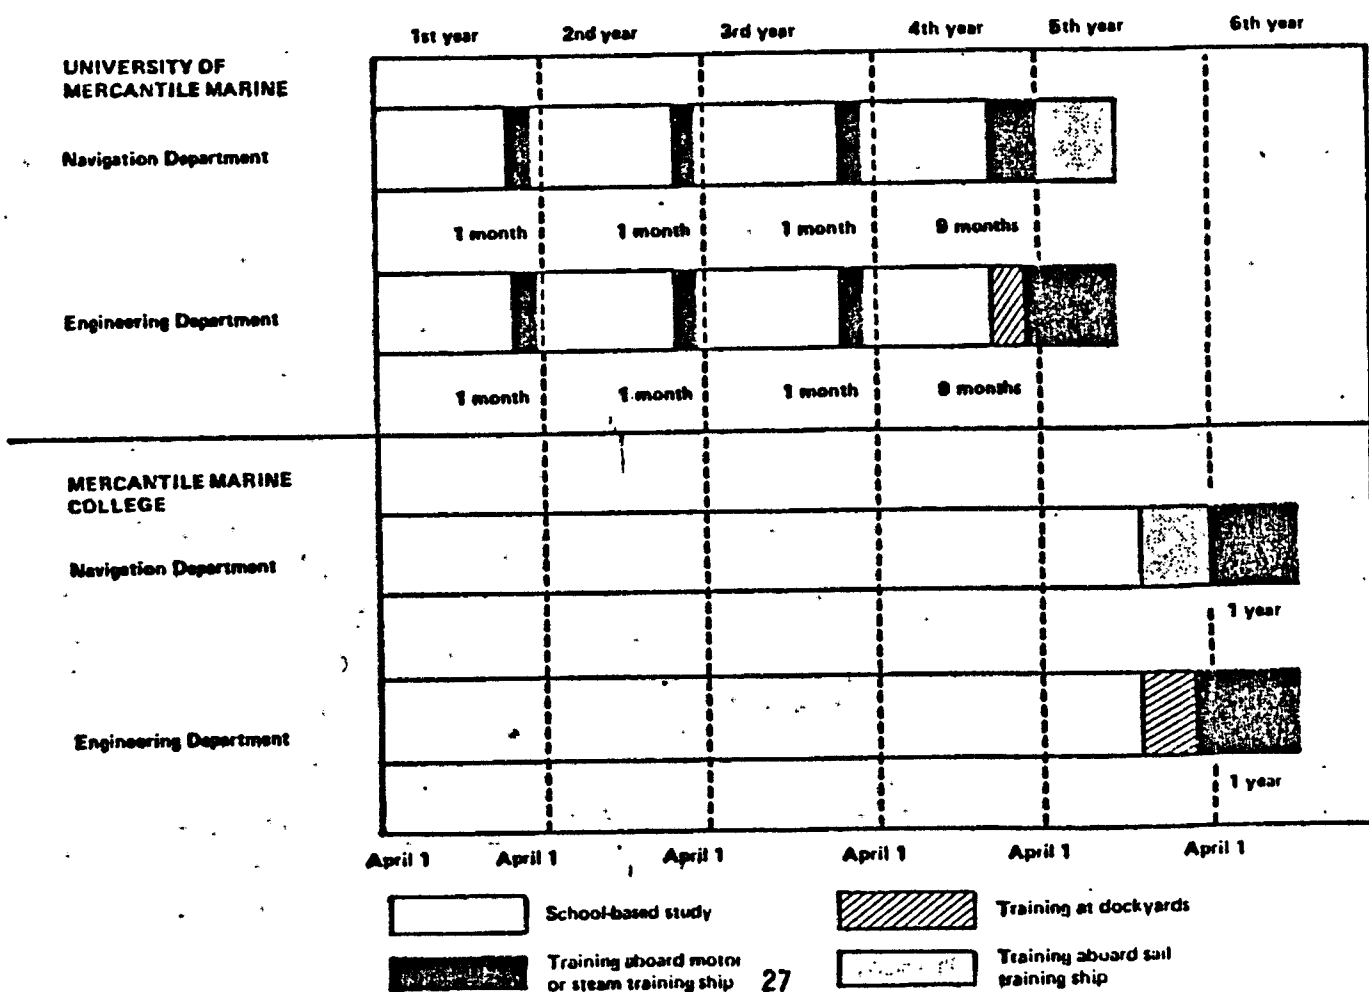 1st year 2nd year 3rd year 4th year 5th year 6th year
UNIVERSITY OF
MERCANTILE MARINE
Navigation Department
1 month 1 month 1 month 9 months
Engineering Department
1 month 1 month 1 month 9 months
MERCANTILE MARINE
COLLEGE
Navigation Department
1 year
Engineering Department
1 year
April 1 April 1 April 1 April 1 April 1 April 1
School-based study
Training at dockyards
Training aboard motor
or steam training ship
Training aboard sail
training ship
27